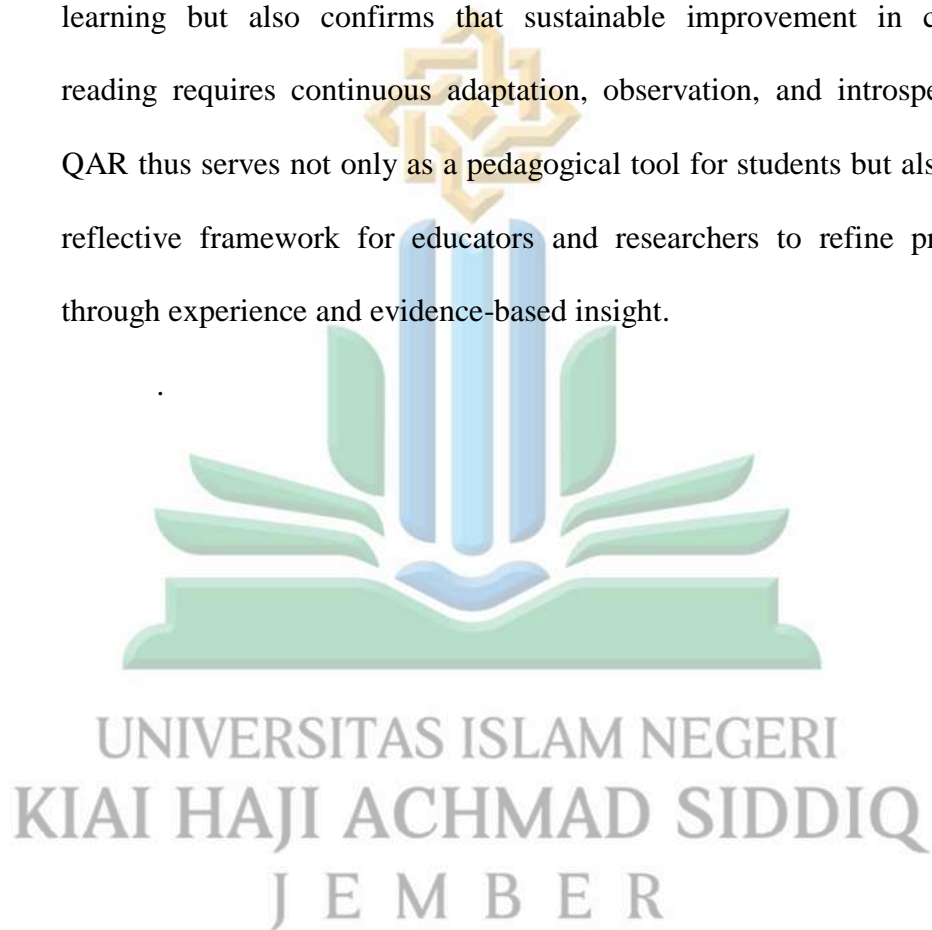 learning but also confirms that sustainable improvement in c
reading requires continuous adaptation, observation, and introspe
QAR thus serves not only as a pedagogical tool for students but als
reflective framework for educators and researchers to refine pr
through experience and evidence-based insight.
.
UNIVERSITAS ISLAM NEGERI
KIAI HAJI ACHMAD SIDDIQ
JEMBER